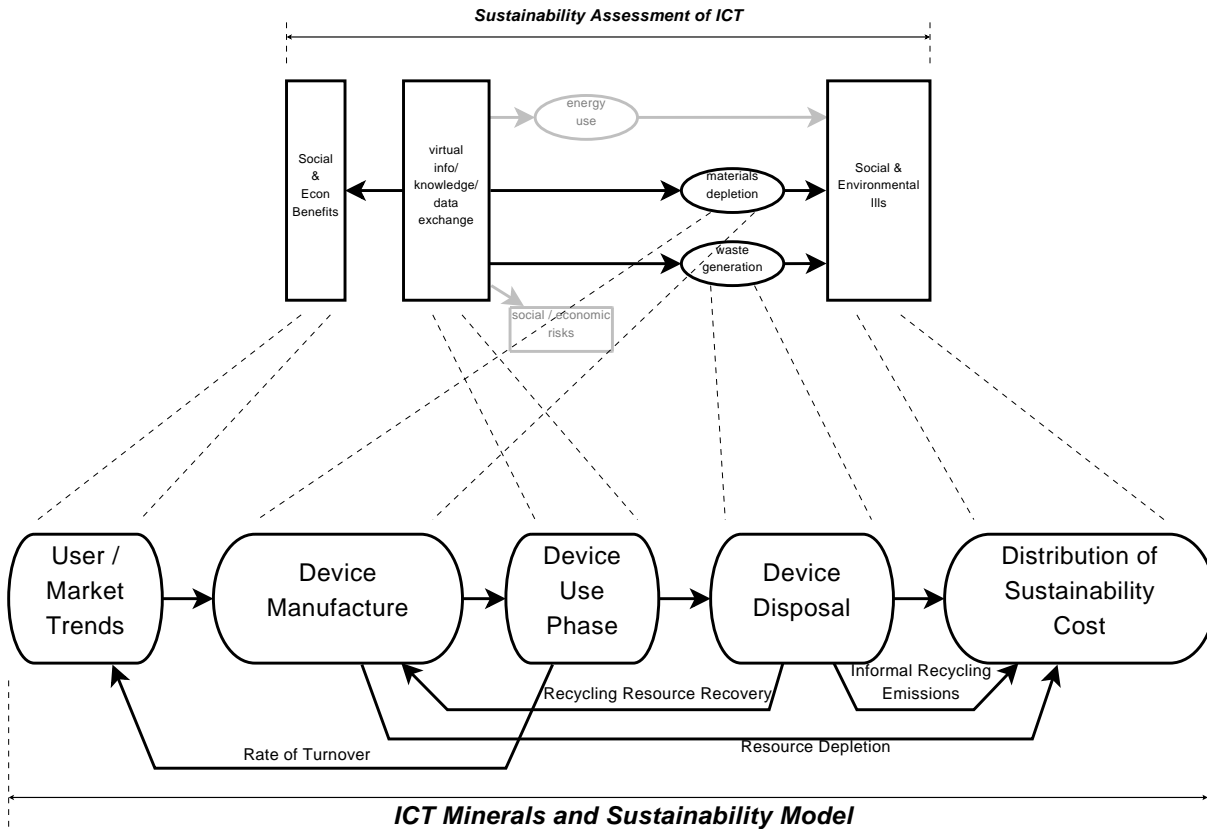 Sustainability Assessment of ICT
energy
use
Social
&
Econ
Benefits
virtual
info/
knowledge/
data
exchange
materials
depletion
Social &
Environmental
Ills
waste
generation
social / economic
risks
User /
Market
Trends
Device
Manufacture
Device
Use
Phase
Device
Disposal
Distribution of
Sustainability
Cost
Informal Recycling
Emissions
Recycling Resource Recovery
Rate of Turnover
Resource Depletion
ICT Minerals and Sustainability Model